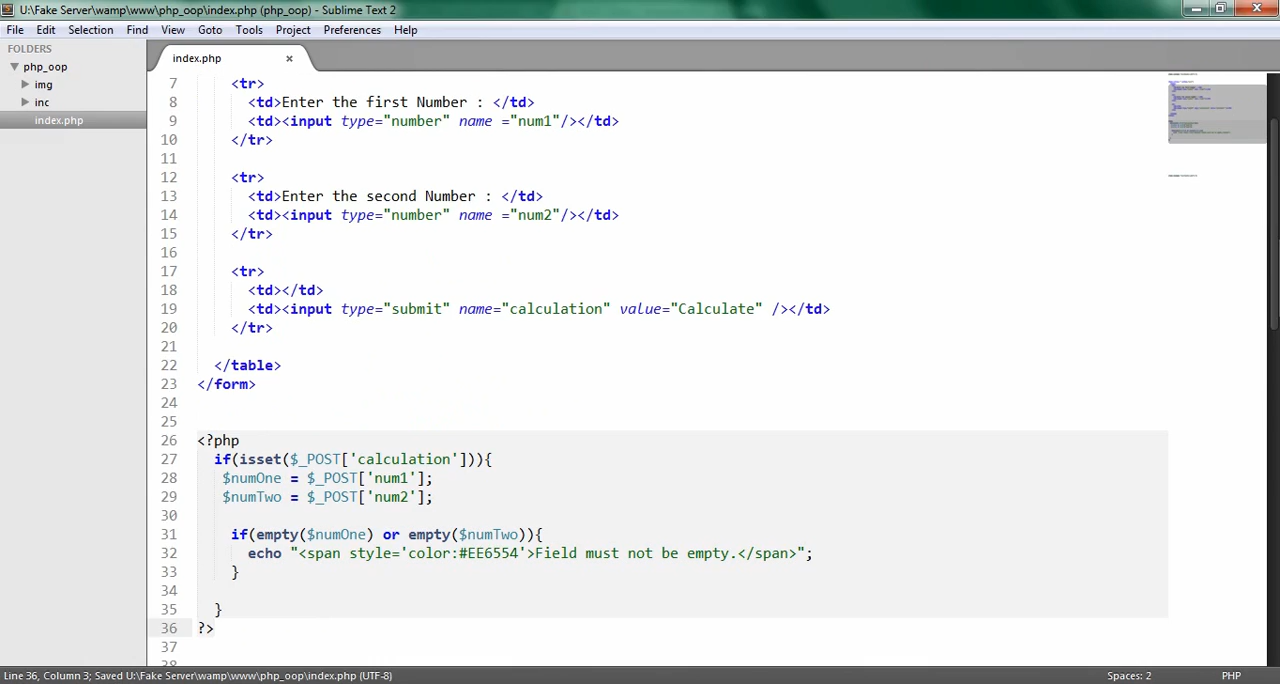 U:\Fake Server\wamp\www\php_oop\index.php (php_oop) - Sublime Text 2
File Edit Selection Find View Goto Tools Project Preferences Help
FOLDERS
php_oop
img
inc
index.php
index.php ×
7 <tr>
8 <td>Enter the first Number : </td>
9 <td><input type="number" name ="num1"/></td>
10 </tr>
11
12 <tr>
13 <td>Enter the second Number : </td>
14 <td><input type="number" name ="num2"/></td>
15 </tr>
16
17 <tr>
18 <td></td>
19 <td><input type="submit" name="calculation" value="Calculate" /></td>
20 </tr>
21
22 </table>
23 </form>
24
25
26 <?php
27 if(isset($_POST['calculation'])){
28 $numOne = $_POST['num1'];
29 $numTwo = $_POST['num2'];
30
31 if(empty($numOne) or empty($numTwo)){
32 echo "<span style='color:#EE6554'>Field must not be empty.</span>";
33 }
34
35 }
36 ?>
37
38
Line 36, Column 3; Saved U:\Fake Server\wamp\www\php_oop\index.php (UTF-8) Spaces: 2 PHP